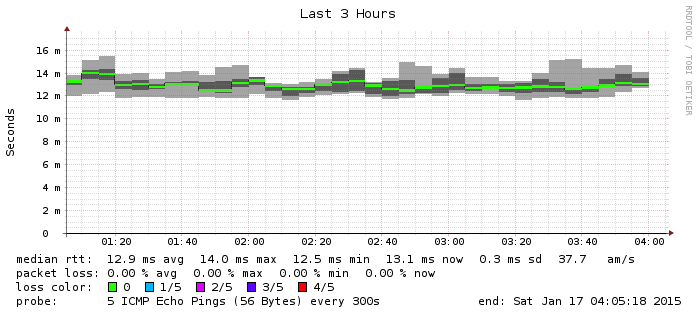 Last 3 Hours
RRDTOOL / TOBI OETIKER
Seconds
16 m
14 m
12 m
10 m
8 m
6 m
4 m
2 m
0
01:20 01:40 02:00 02:20 02:40 03:00 03:20 03:40 04:00
median rtt: 12.9 ms avg 14.0 ms max 12.5 ms min 13.1 ms now 0.3 ms sd 37.7 am/s
packet loss: 0.00 % avg 0.00 % max 0.00 % min 0.00 % now
loss color: 0 1/5 2/5 3/5 4/5
probe: 5 ICMP Echo Pings (56 Bytes) every 300s end: Sat Jan 17 04:05:18 2015